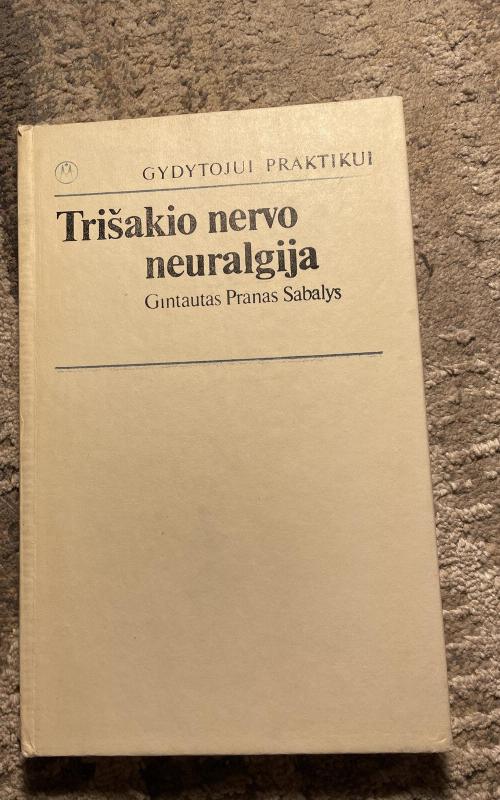 GYDYTOJUI PRAKTIKUI
Trišakio nervo
neuralgija
Gintautas Pranas Sabalys